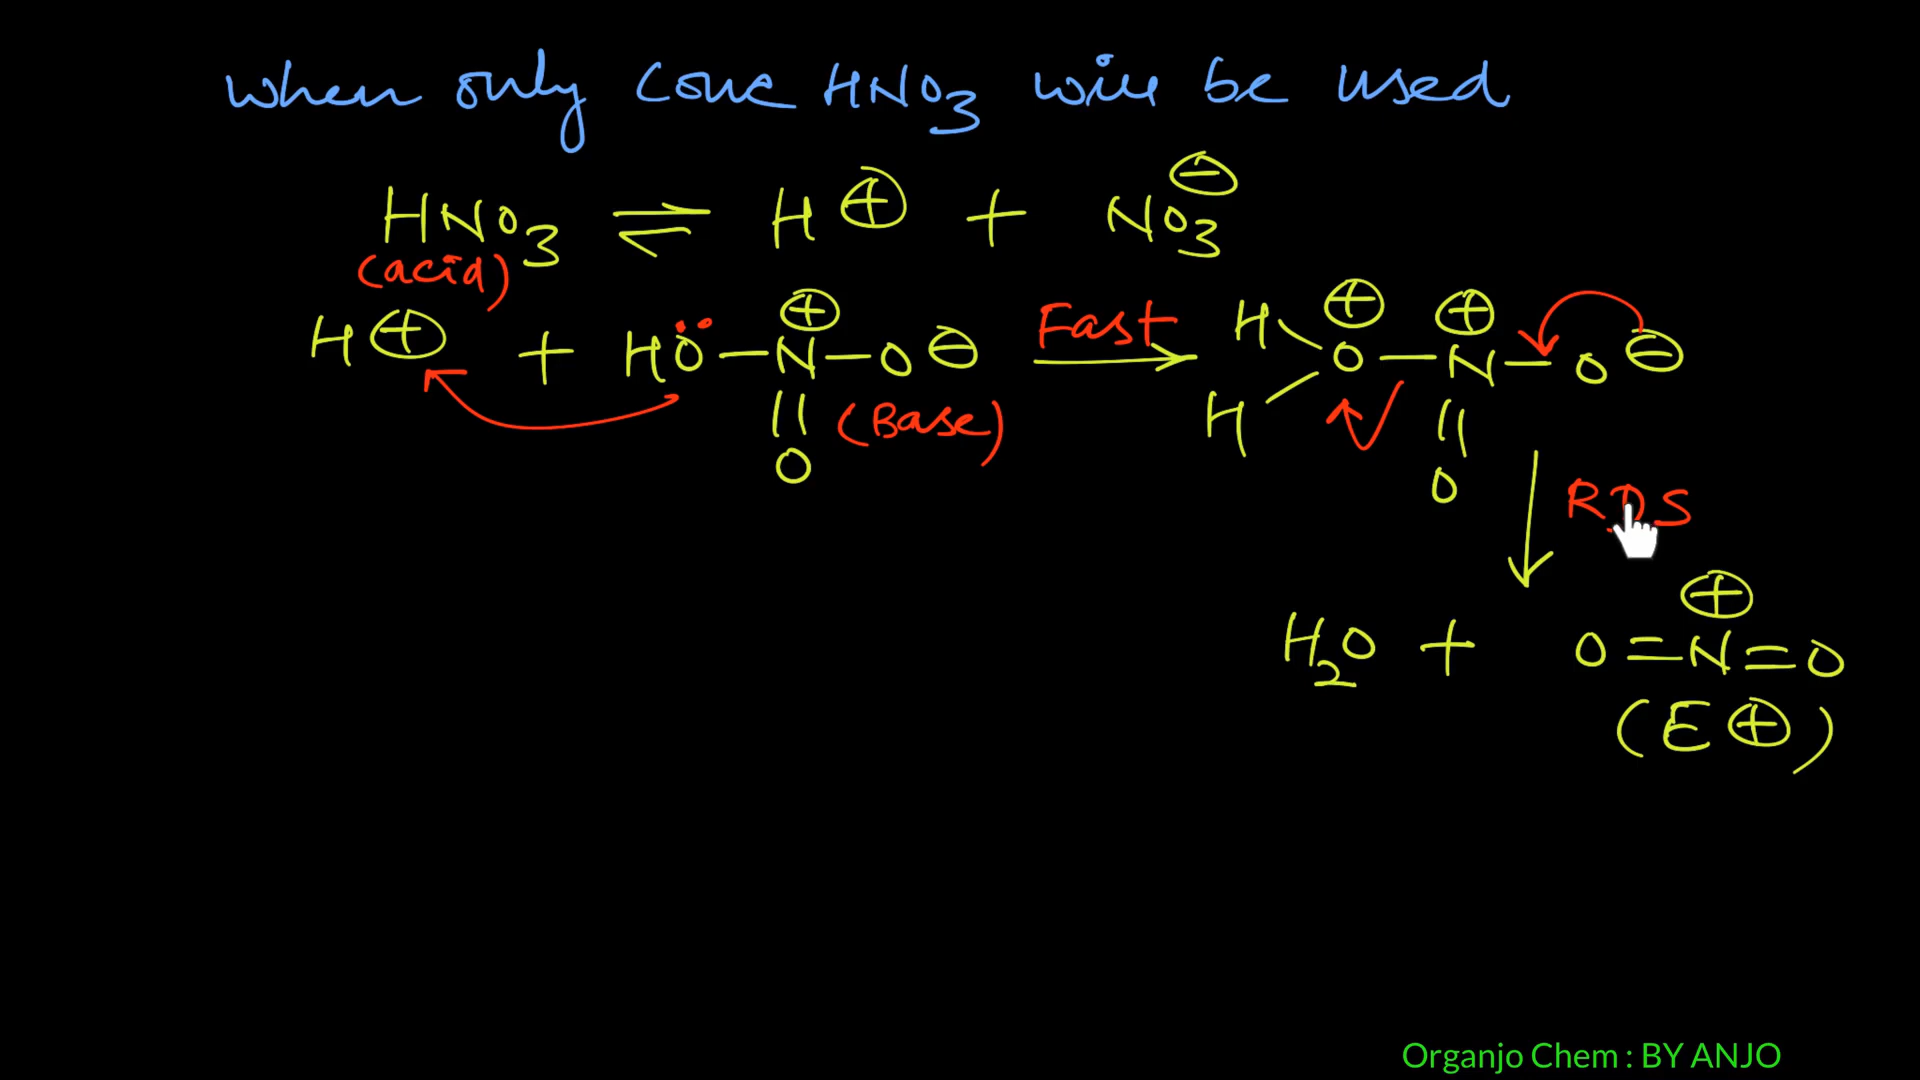 when only conc HNO3 will be used
HNO3 ⇌ H⊕ + NO3⊖
(acid)
H⊕ + HÖ—N⊕—O⊖ Fast → H H O⊕—N⊕—O⊖
(Base)
O O
RDS
H2O + O=N⊕=O
(E⊕)
Organjo Chem : BY ANJO